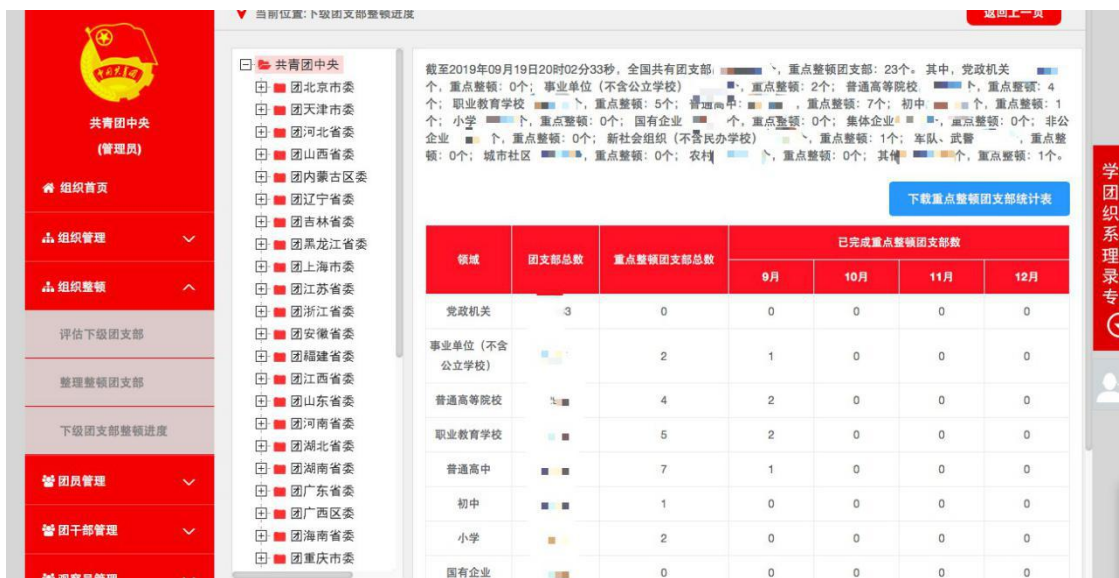 当前位置:下级团支部整顿进度
返回上一页
共青团中央
(管理员)
组织首页
组织管理
组织整顿
评估下级团支部
整理整顿团支部
下级团支部整顿进度
团员管理
团干部管理
共青团中央
团北京市委
团天津市委
团河北省委
团山西省委
团内蒙古区委
团辽宁省委
团吉林省委
团黑龙江省委
团上海市委
团江苏省委
团浙江省委
团安徽省委
团福建省委
团江西省委
团山东省委
团河南省委
团湖北省委
团湖南省委
团广东省委
团广西区委
团海南省委
团重庆市委
截至2019年09月19日20时02分33秒，全国共有团支部 ，重点整顿团支部：23个。其中，党政机关
个，重点整顿：0个； 事业单位（不含公立学校） ，重点整顿：2个； 普通高等院校 ，重点整顿：4
个； 职业教育学校 ，重点整顿：5个； 普通高中： ，重点整顿：7个； 初中 个，重点整顿：1
个； 小学 个，重点整顿：0个； 国有企业 个，重点整顿：0个； 集体企业 ，重点整顿：0个； 非公
企业 个，重点整顿：0个； 新社会组织（不含民办学校） ，重点整顿：1个； 军队、武警 ，重点整
顿：0个； 城市社区 ，重点整顿：0个； 农村 ，重点整顿：0个； 其他 个，重点整顿：1个。
下载重点整顿团支部统计表
领域 团支部总数 重点整顿团支部总数 已完成重点整顿团支部数
9月 10月 11月 12月
党政机关 3 0 0 0 0 0
事业单位（不含
公立学校） 2 1 0 0 0
普通高等院校 4 2 0 0 0
职业教育学校 5 2 0 0 0
普通高中 7 1 0 0 0
初中 1 0 0 0 0
小学 2 0 0 0 0
国有企业 0 0 0 0 0
学
团
织
系
理
录
专